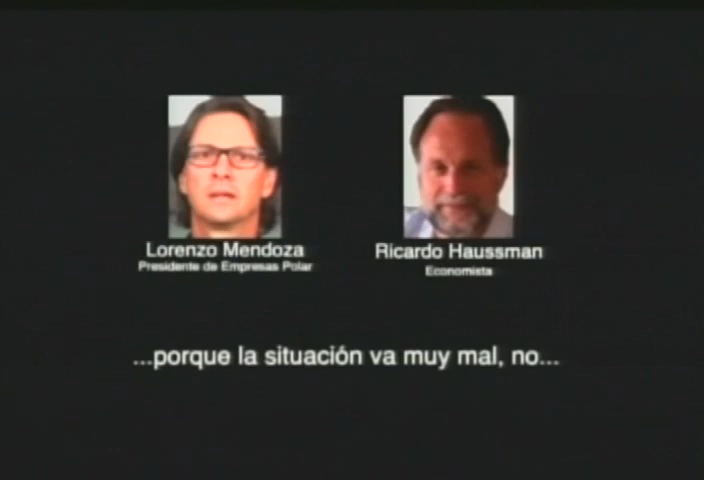 Lorenzo Mendoza
Presidente de Empresas Polar
Ricardo Haussman
Economista
...porque la situación va muy mal, no...